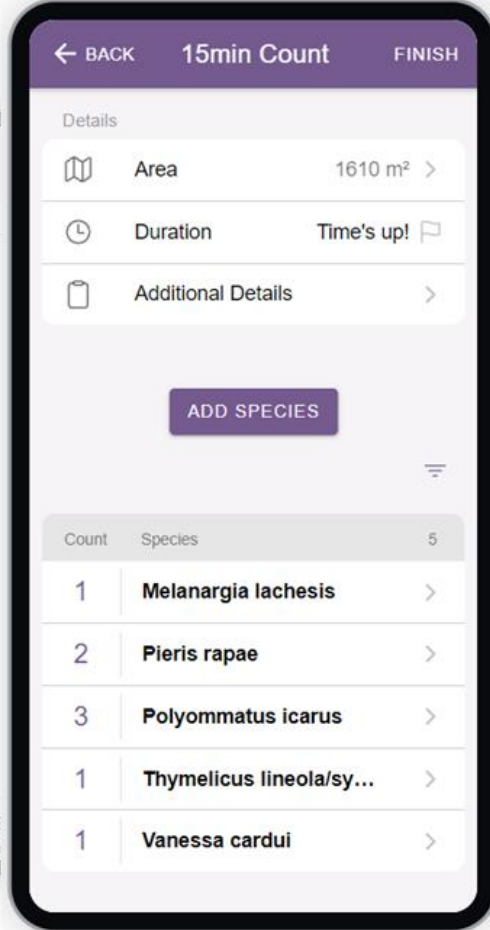 ← BACK 15min Count FINISH
Details
Area 1610 m² >
Duration Time's up!
Additional Details >
ADD SPECIES
Count Species 5
1 Melanargia lachesis >
2 Pieris rapae >
3 Polyommatus icarus >
1 Thymelicus lineola/sy... >
1 Vanessa cardui >